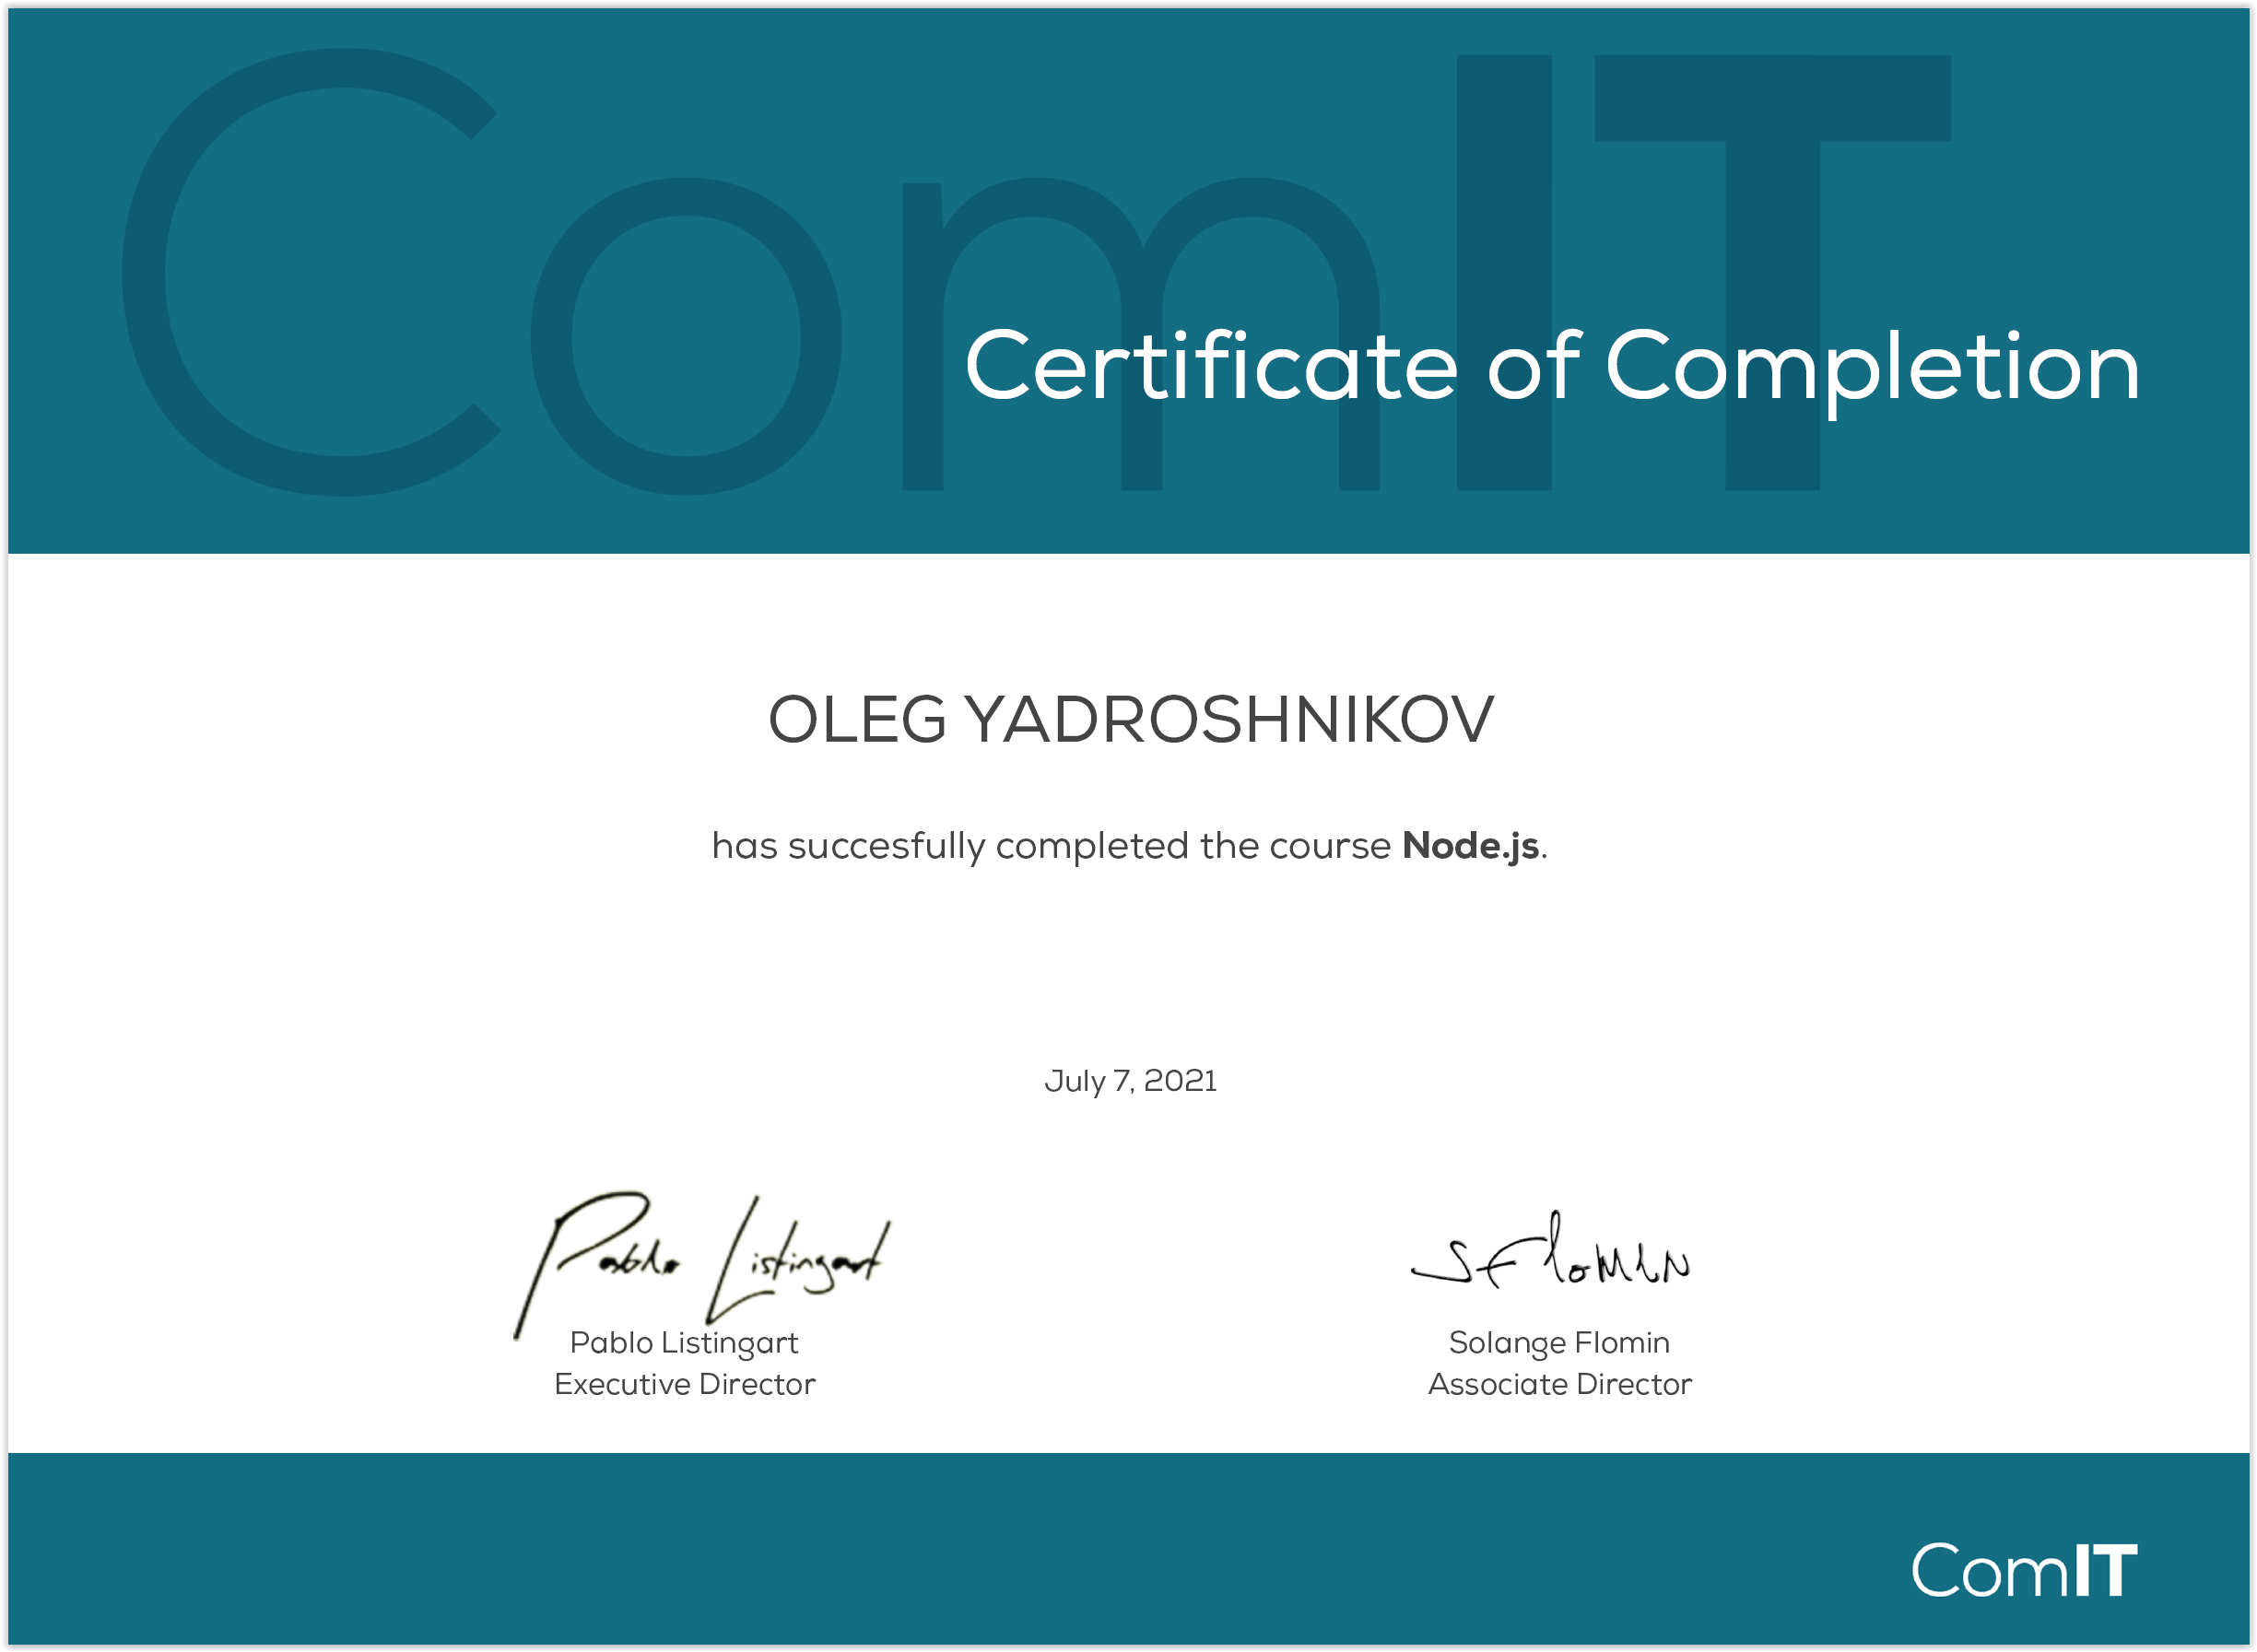 ComIT
Certificate of Completion
OLEG YADROSHNIKOV
has succesfully completed the course Node.js.
July 7, 2021
Pablo Listingart
SFlomin
Pablo Listingart
Executive Director
Solange Flomin
Associate Director
ComIT